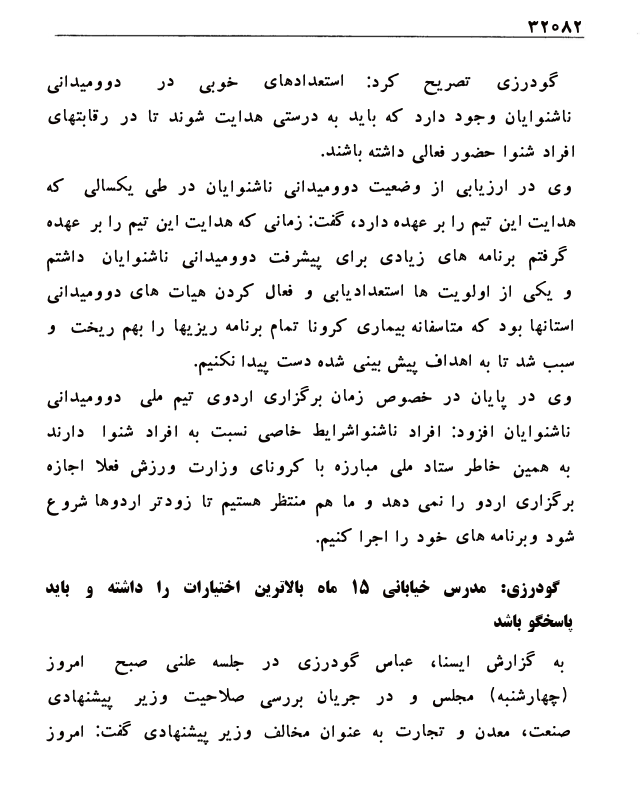 ۳۲۰۸۲
گودرزی تصریح کرد: استعدادهای خوبی در دوومیدانی
ناشنوایان وجود دارد که باید به درستی هدایت شوند تا در رقابتهای
افراد شنوا حضور فعالی داشته باشند.
وی در ارزیابی از وضعیت دوومیدانی ناشنوایان در طی یکسالی که
هدایت این تیم را بر عهده دارد، گفت: زمانی که هدایت این تیم را بر عهده
گرفتم برنامه های زیادی برای پیشرفت دوومیدانی ناشنوایان داشتم
و یکی از اولویت ها استعدادیابی و فعال کردن هیات های دوومیدانی
استانها بود که متاسفانه بیماری کرونا تمام برنامه ریزیها را بهم ریخت و
سبب شد تا به اهداف پیش بینی شده دست پیدا نکنیم.
وی در پایان در خصوص زمان برگزاری اردوی تیم ملی دوومیدانی
ناشنوایان افزود: افراد ناشنواشرایط خاصی نسبت به افراد شنوا دارند
به همین خاطر ستاد ملی مبارزه با کرونای وزارت ورزش فعلا اجازه
برگزاری اردو را نمی دهد و ما هم منتظر هستیم تا زودتر اردوها شروع
شود وبرنامه های خود را اجرا کنیم.
گودرزی: مدرس خیابانی ۱۵ ماه بالاترین اختیارات را داشته و باید
پاسخگو باشد
به گزارش ایسنا، عباس گودرزی در جلسه علنی صبح امروز
(چهارشنبه) مجلس و در جریان بررسی صلاحیت وزیر پیشنهادی
صنعت، معدن و تجارت به عنوان مخالف وزیر پیشنهادی گفت: امروز